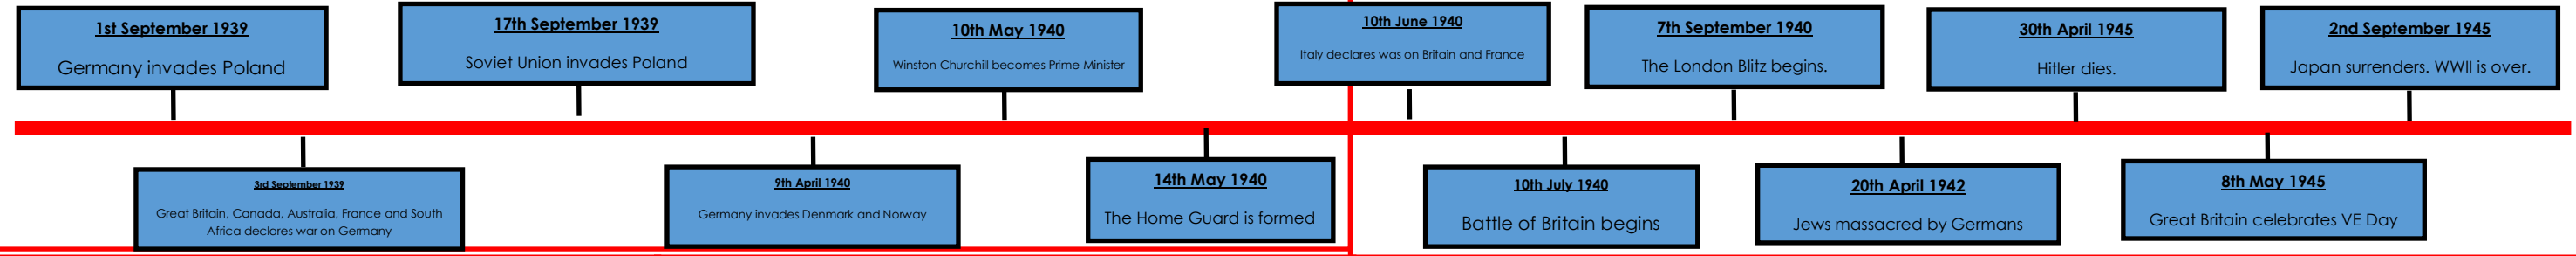 1st September 1939
Germany invades Poland
3rd September 1939
Great Britain, Canada, Australia, France and South
Africa declares war on Germany
17th September 1939
Soviet Union invades Poland
9th April 1940
Germany invades Denmark and Norway
10th May 1940
Winston Churchill becomes Prime Minister
14th May 1940
The Home Guard is formed
10th June 1940
Italy declares was on Britain and France
10th July 1940
Battle of Britain begins
7th September 1940
The London Blitz begins.
20th April 1942
Jews massacred by Germans
30th April 1945
Hitler dies.
8th May 1945
Great Britain celebrates VE Day
2nd September 1945
Japan surrenders. WWII is over.